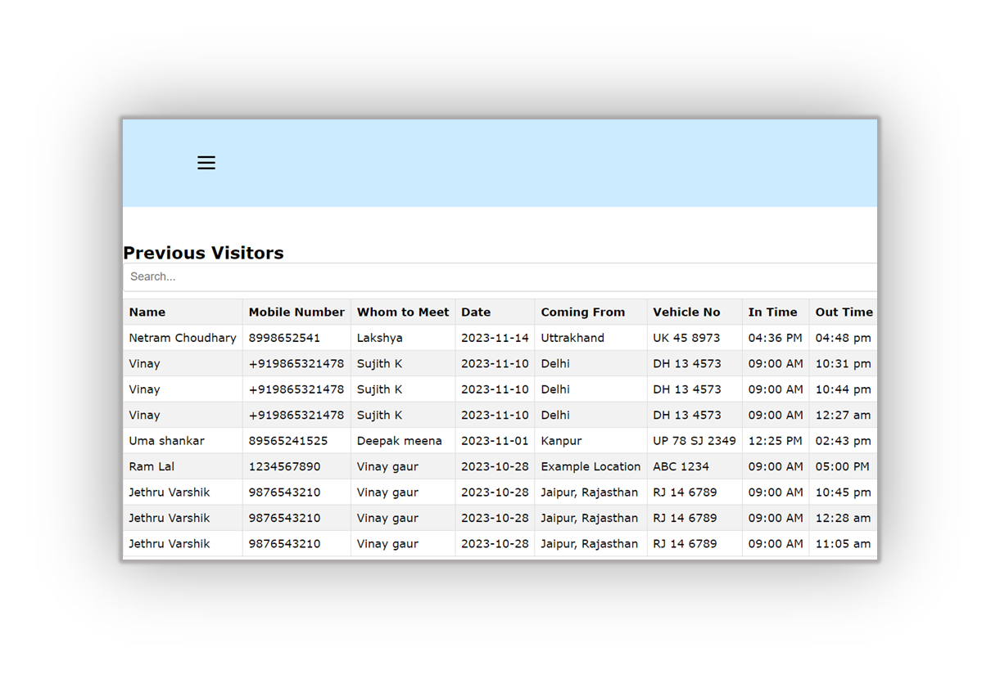 Previous Visitors
Search...
Name Mobile Number Whom to Meet Date Coming From Vehicle No In Time Out Time
Netram Choudhary 8998652541 Lakshya 2023-11-14 Uttrakhand UK 45 8973 04:36 PM 04:48 pm
Vinay +919865321478 Sujith K 2023-11-10 Delhi DH 13 4573 09:00 AM 10:31 pm
Vinay +919865321478 Sujith K 2023-11-10 Delhi DH 13 4573 09:00 AM 10:44 pm
Vinay +919865321478 Sujith K 2023-11-10 Delhi DH 13 4573 09:00 AM 12:27 am
Uma shankar 89565241525 Deepak meena 2023-11-01 Kanpur UP 78 SJ 2349 12:25 PM 02:43 pm
Ram Lal 1234567890 Vinay gaur 2023-10-28 Example Location ABC 1234 09:00 AM 05:00 PM
Jethru Varshik 9876543210 Vinay gaur 2023-10-28 Jaipur, Rajasthan RJ 14 6789 09:00 AM 10:45 pm
Jethru Varshik 9876543210 Vinay gaur 2023-10-28 Jaipur, Rajasthan RJ 14 6789 09:00 AM 12:28 am
Jethru Varshik 9876543210 Vinay gaur 2023-10-28 Jaipur, Rajasthan RJ 14 6789 09:00 AM 11:05 am